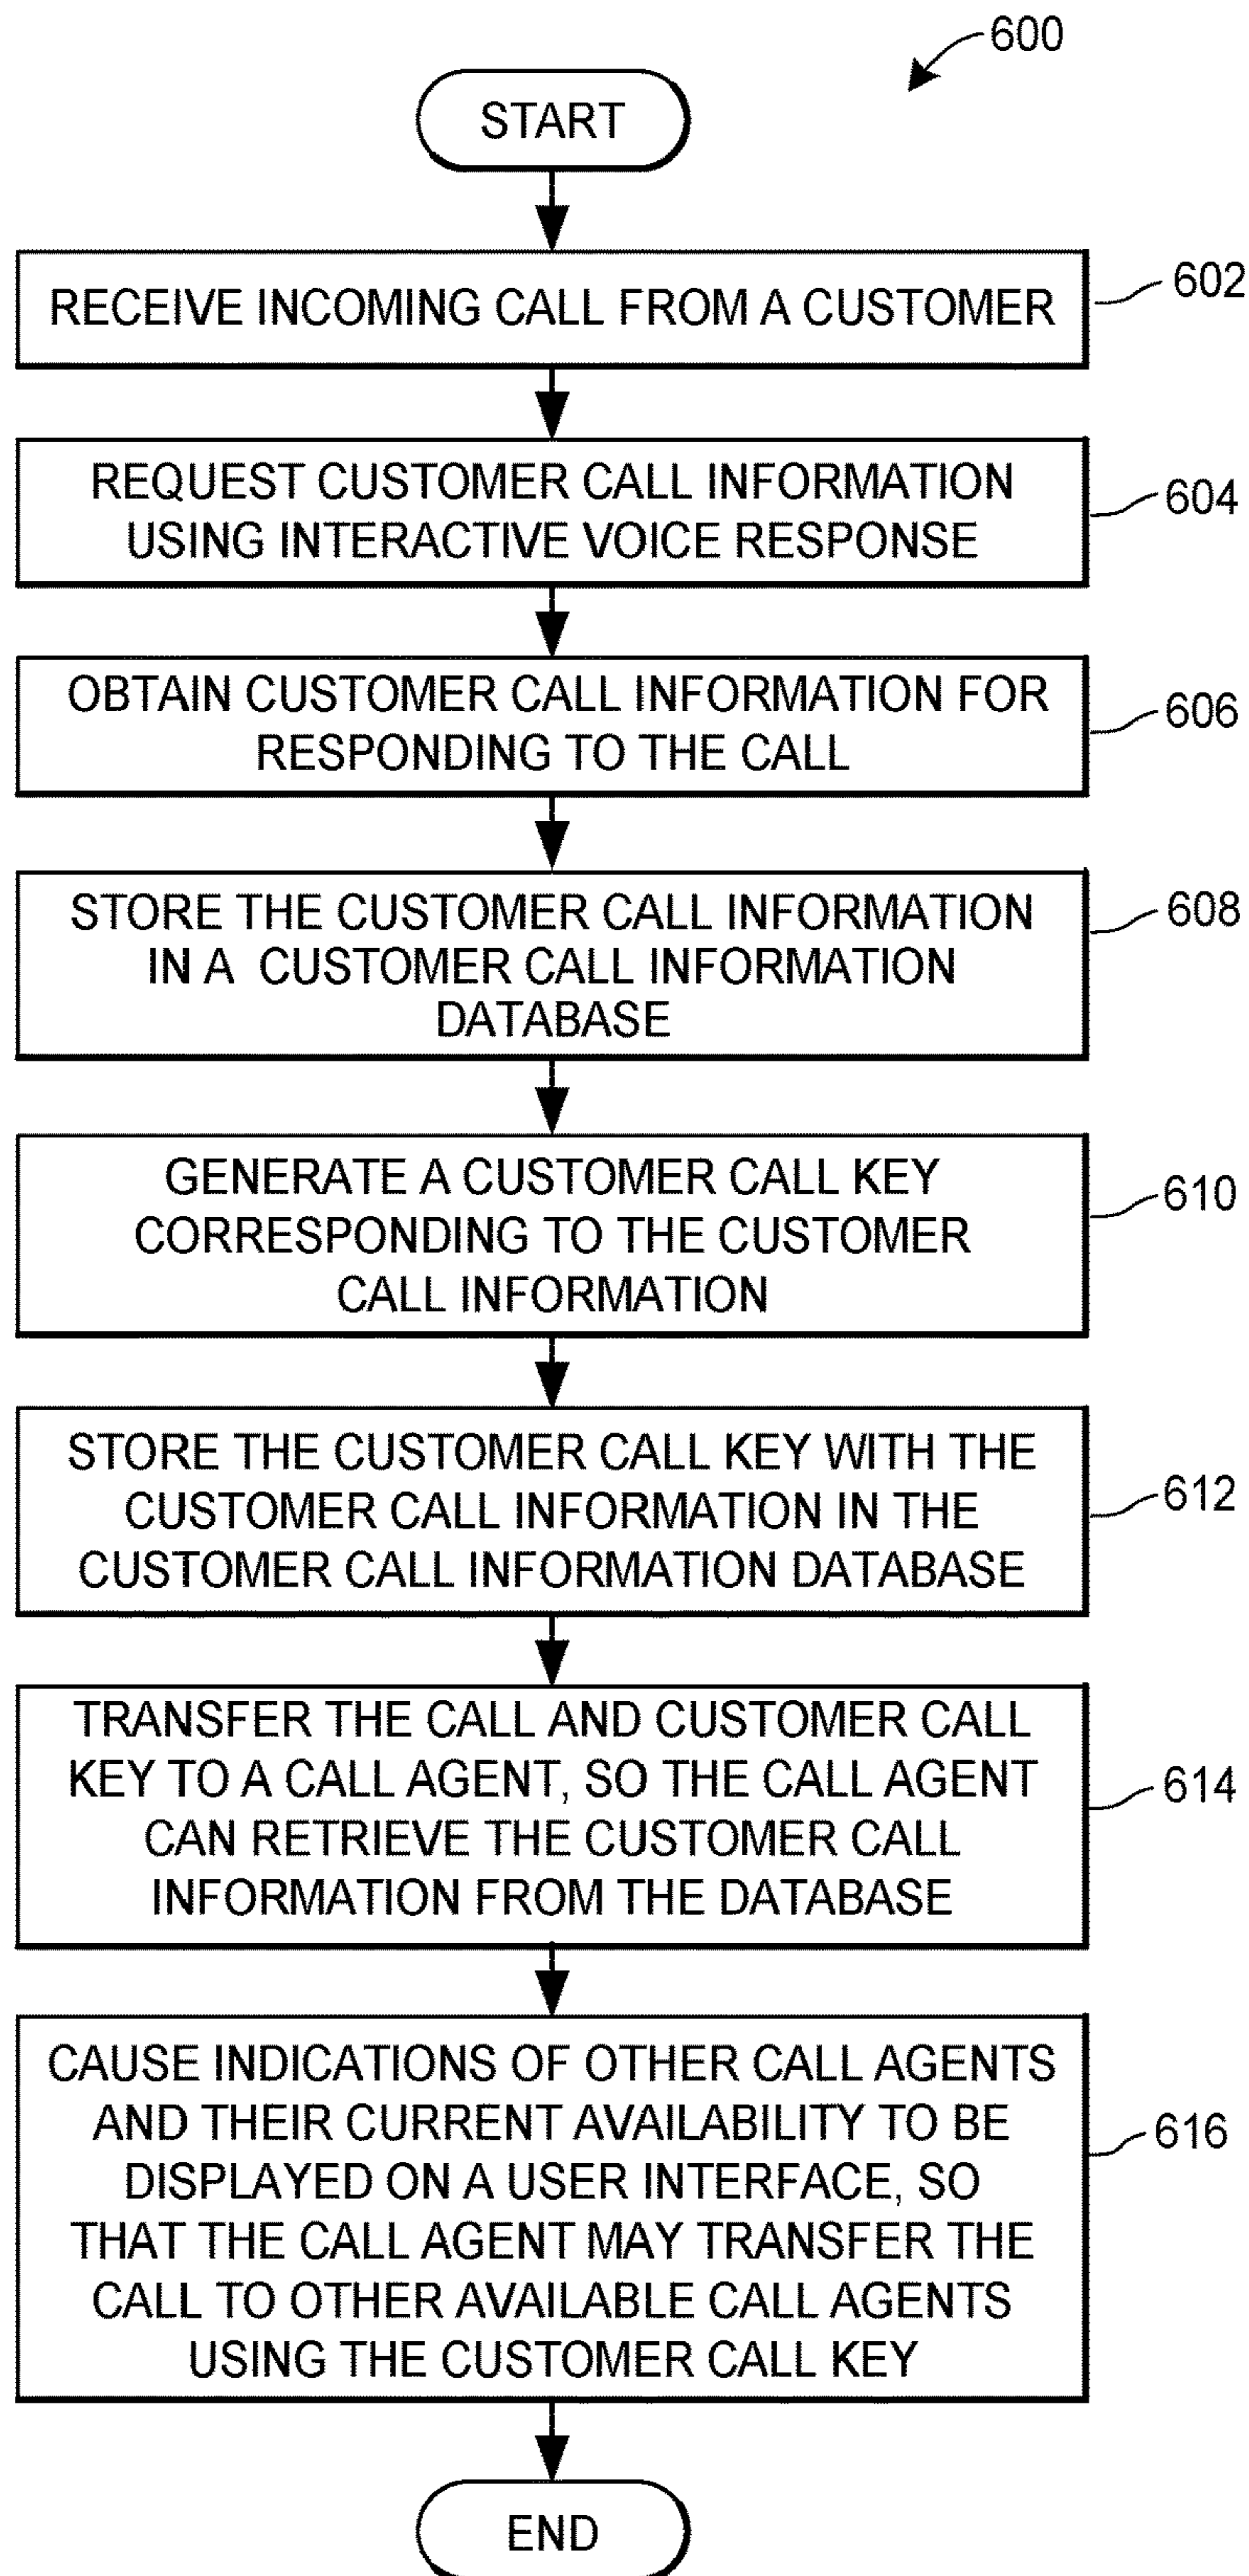 600
START
RECEIVE INCOMING CALL FROM A CUSTOMER
602
REQUEST CUSTOMER CALL INFORMATION
USING INTERACTIVE VOICE RESPONSE
604
OBTAIN CUSTOMER CALL INFORMATION FOR
RESPONDING TO THE CALL
606
STORE THE CUSTOMER CALL INFORMATION
IN A CUSTOMER CALL INFORMATION
DATABASE
608
GENERATE A CUSTOMER CALL KEY
CORRESPONDING TO THE CUSTOMER
CALL INFORMATION
610
STORE THE CUSTOMER CALL KEY WITH THE
CUSTOMER CALL INFORMATION IN THE
CUSTOMER CALL INFORMATION DATABASE
612
TRANSFER THE CALL AND CUSTOMER CALL
KEY TO A CALL AGENT, SO THE CALL AGENT
CAN RETRIEVE THE CUSTOMER CALL
INFORMATION FROM THE DATABASE
614
CAUSE INDICATIONS OF OTHER CALL AGENTS
AND THEIR CURRENT AVAILABILITY TO BE
DISPLAYED ON A USER INTERFACE, SO
THAT THE CALL AGENT MAY TRANSFER THE
CALL TO OTHER AVAILABLE CALL AGENTS
USING THE CUSTOMER CALL KEY
616
END